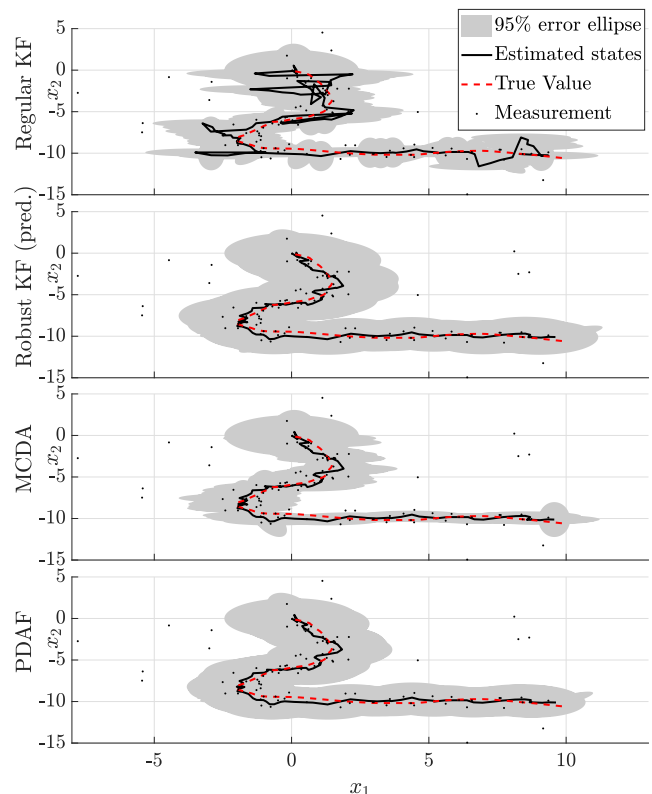 95% error ellipse
Estimated states
True Value
Measurement
Regular KF
x2
5
0
-5
-10
-15
Robust KF (pred.)
x2
5
0
-5
-10
-15
MCDA
x2
5
0
-5
-10
-15
PDAF
x2
5
0
-5
-10
-15
-5 0 5 10
x1